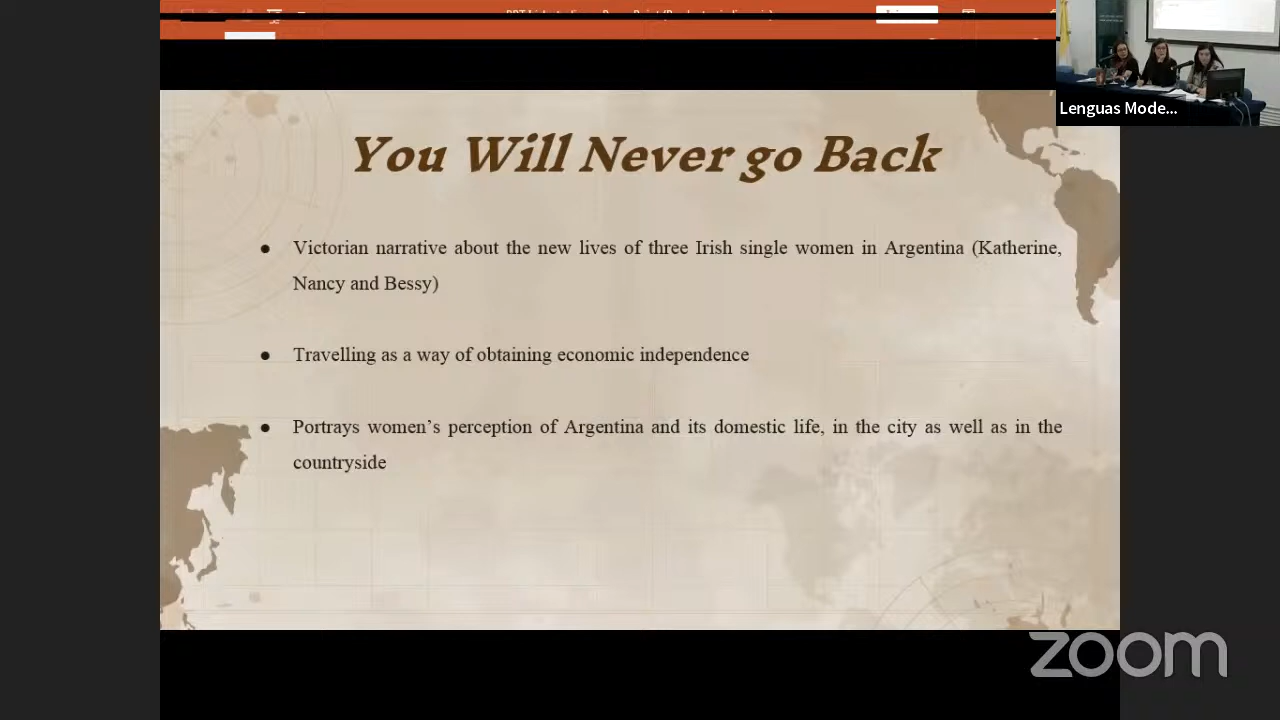 Lenguas Mode...
You Will Never go Back
● Victorian narrative about the new lives of three Irish single women in Argentina (Katherine,
Nancy and Bessy)
● Travelling as a way of obtaining economic independence
● Portrays women's perception of Argentina and its domestic life, in the city as well as in the
countryside
zoom